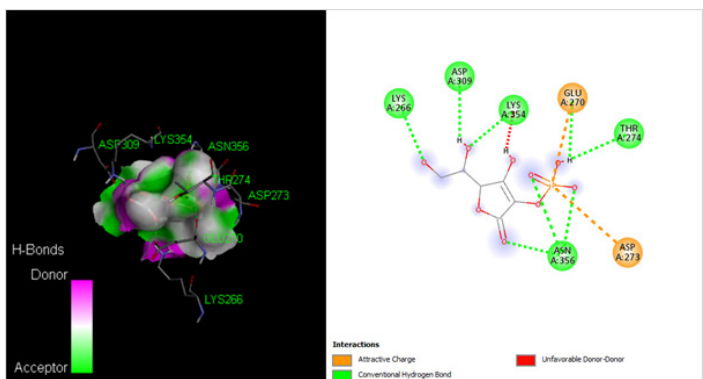 ASP309
LYS354
ASN356
THR274
ASP273
LYS266
H-Bonds
Donor
Acceptor
LYS
A:266
ASP
A:309
LYS
A:354
GLU
A:270
THR
A:274
ASN
A:356
ASP
A:273
H
H
H
Interactions
Attractive Charge
Conventional Hydrogen Bond
Unfavorable Donor-Donor